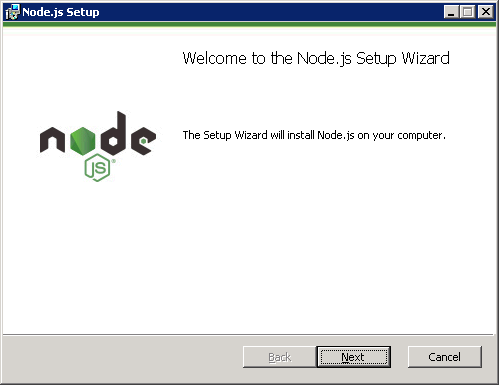 Node.js Setup
Welcome to the Node.js Setup Wizard
node
JS®
The Setup Wizard will install Node.js on your computer.
Back
Next
Cancel